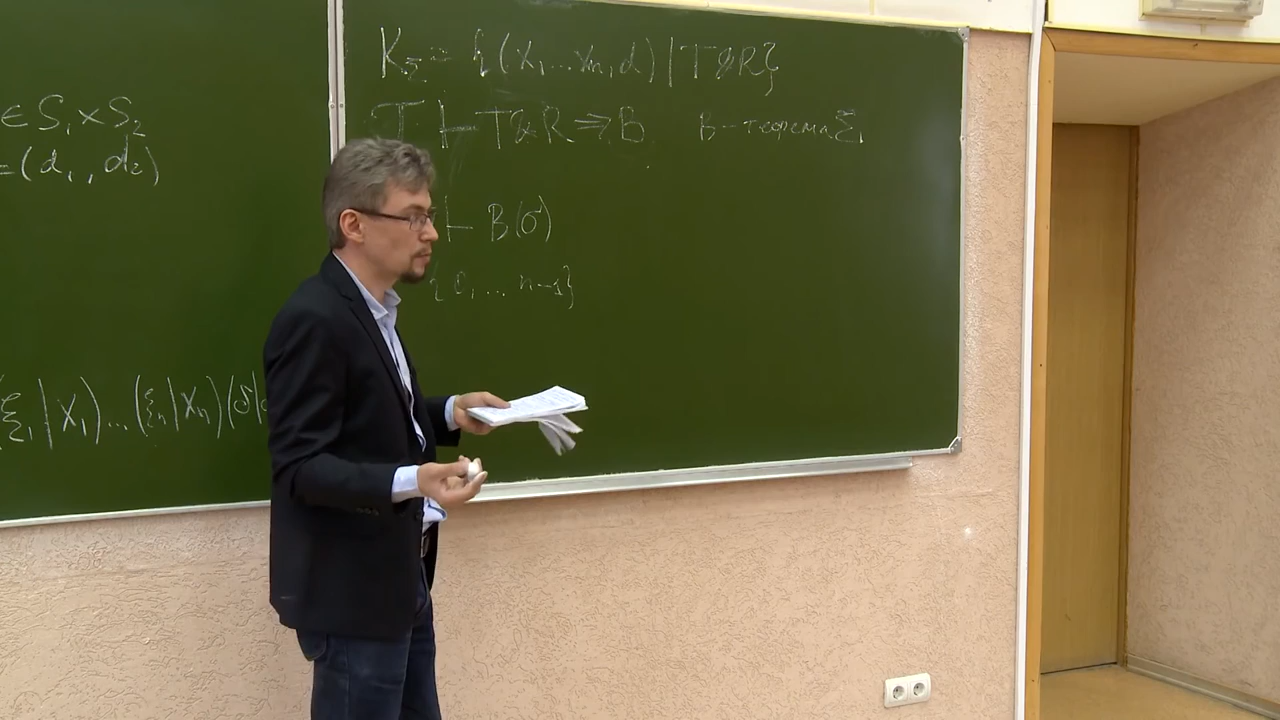 ∈ S₁×S₂
=(d₁, d₂)
ξ₁|x₁)...(ξₙ|xₙ)(δ|
K_Σ = {(x₁...xₙ, d) | T&R}
T ⊢ T&R ⇒ B B – теорема Σ
⊢ B(σ)
{0, ... n-1}